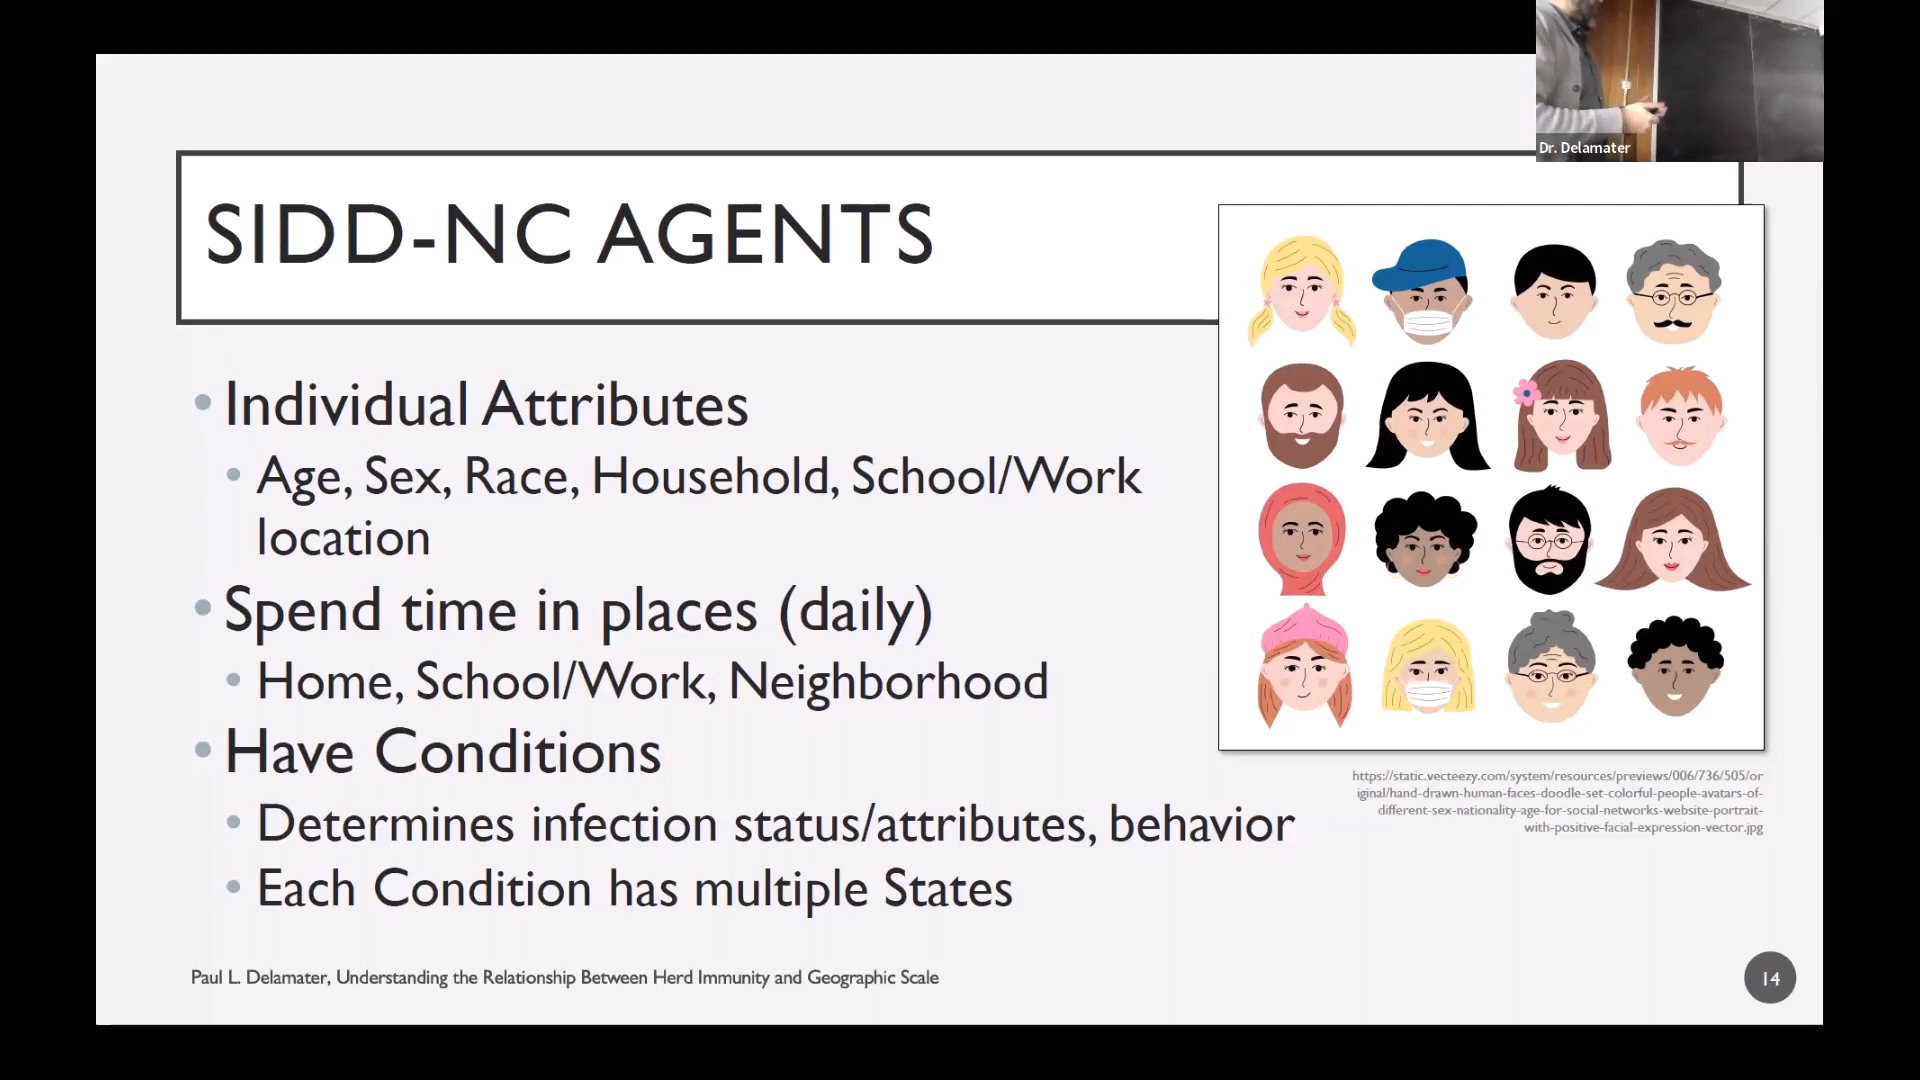 Dr. Delamater
SIDD-NC AGENTS
• Individual Attributes
• Age, Sex, Race, Household, School/Work
location
• Spend time in places (daily)
• Home, School/Work, Neighborhood
• Have Conditions
• Determines infection status/attributes, behavior
• Each Condition has multiple States
https://static.vecteezy.com/system/resources/previews/006/736/505/or
iginal/hand-drawn-human-faces-doodle-set-colorful-people-avatars-of-
different-sex-nationality-age-for-social-networks-website-portrait-
with-positive-facial-expression-vector.jpg
Paul L. Delamater, Understanding the Relationship Between Herd Immunity and Geographic Scale
14